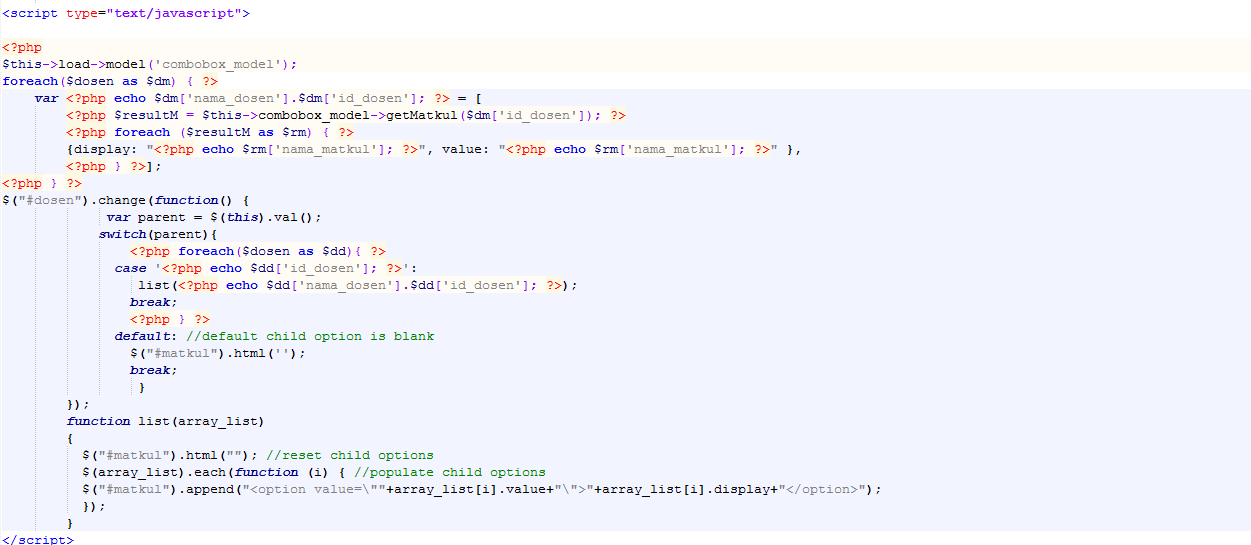 <script type="text/javascript">
<?php
$this->load->model('combobox_model');
foreach($dosen as $dm) { ?>
var <?php echo $dm['nama_dosen'].$dm['id_dosen']; ?> = [
<?php $resultM = $this->combobox_model->getMatkul($dm['id_dosen']); ?>
<?php foreach ($resultM as $rm) { ?>
{display: "<?php echo $rm['nama_matkul']; ?>", value: "<?php echo $rm['nama_matkul']; ?>" },
<?php } ?>];
<?php } ?>
$("#dosen").change(function() {
var parent = $(this).val();
switch(parent){
<?php foreach($dosen as $dd){ ?>
case '<?php echo $dd['id_dosen']; ?>':
list(<?php echo $dd['nama_dosen'].$dd['id_dosen']; ?>);
break;
<?php } ?>
default: //default child option is blank
$("#matkul").html('');
break;
}
});
function list(array_list)
{
$("#matkul").html(""); //reset child options
$(array_list).each(function (i) { //populate child options
$("#matkul").append("<option value=\""+array_list[i].value+"\">"+array_list[i].display+"</option>");
});
}
</script>